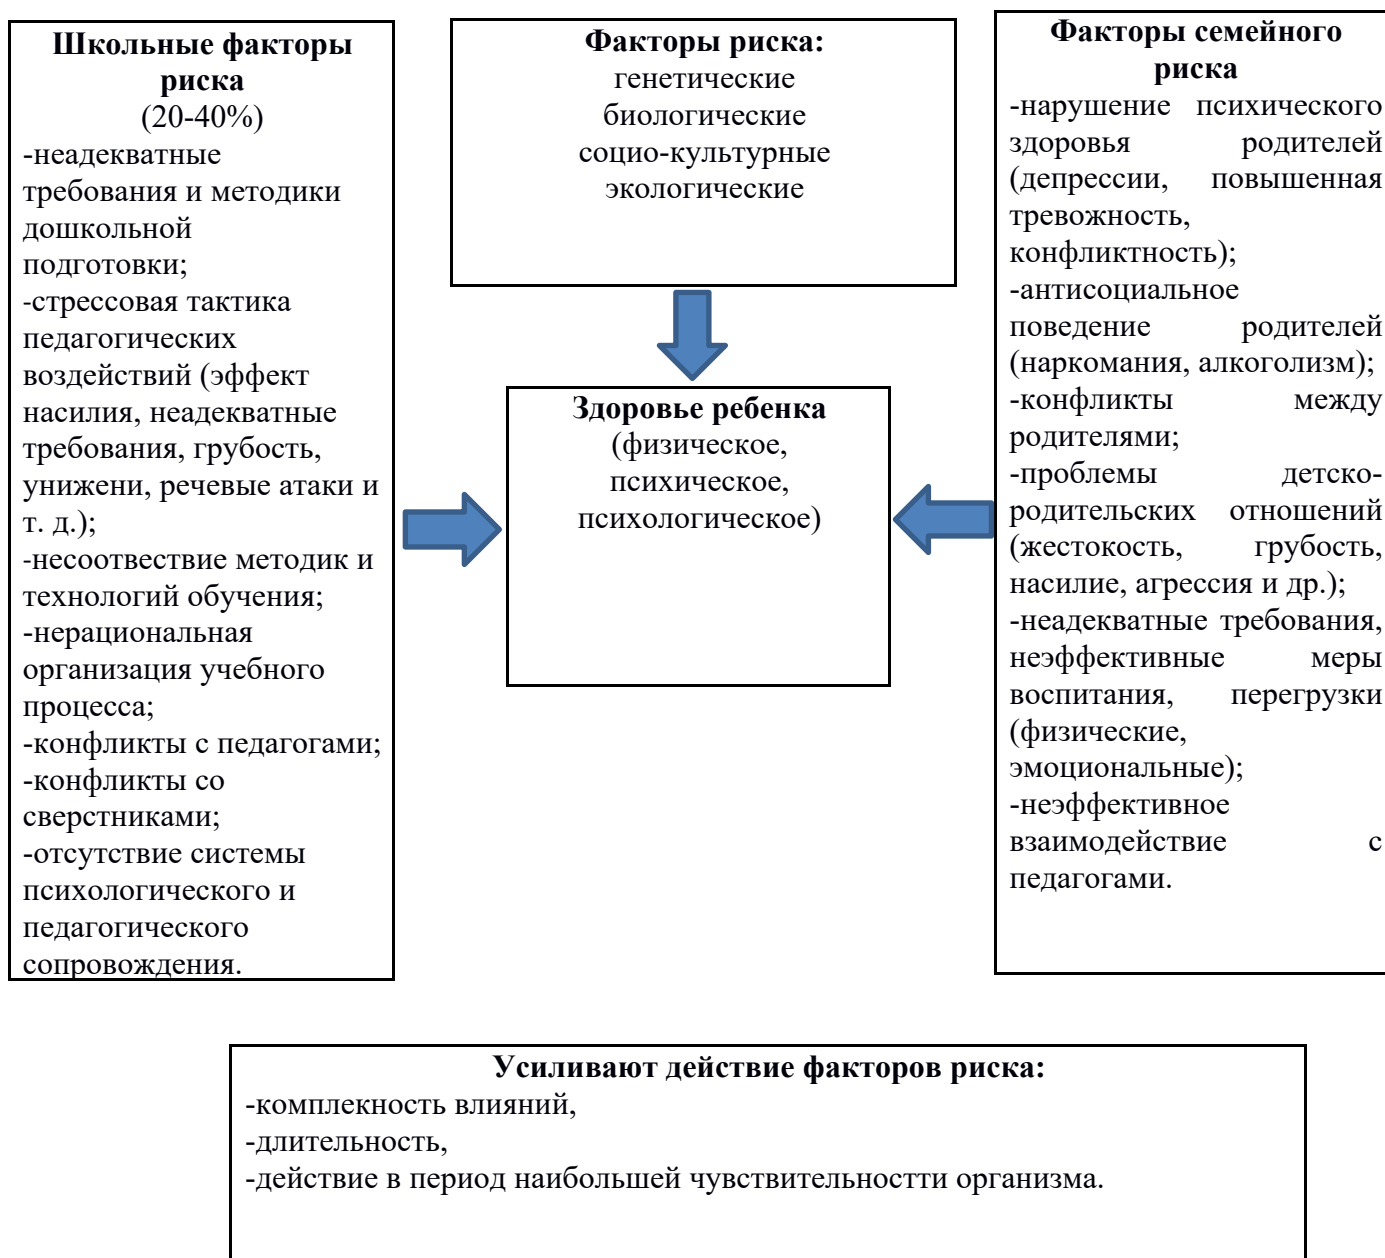 Школьные факторы
риска
(20-40%)
-неадекватные
требования и методики
дошкольной
подготовки;
-стрессовая тактика
педагогических
воздействий (эффект
насилия, неадекватные
требования, грубость,
унижени, речевые атаки и
т. д.);
-несоотвествие методик и
технологий обучения;
-нерациональная
организация учебного
процесса;
-конфликты с педагогами;
-конфликты со
сверстниками;
-отсутствие системы
психологического и
педагогического
сопровождения.
Факторы риска:
генетические
биологические
социо-культурные
экологические
Здоровье ребенка
(физическое,
психическое,
психологическое)
Факторы семейного
риска
-нарушение психического
здоровья родителей
(депрессии, повышенная
тревожность,
конфликтность);
-антисоциальное
поведение родителей
(наркомания, алкоголизм);
-конфликты между
родителями;
-проблемы детско-
родительских отношений
(жестокость, грубость,
насилие, агрессия и др.);
-неадекватные требования,
неэффективные меры
воспитания, перегрузки
(физические,
эмоциональные);
-неэффективное
взаимодействие с
педагогами.
Усиливают действие факторов риска:
-комплекность влияний,
-длительность,
-действие в период наибольшей чувствительностти организма.